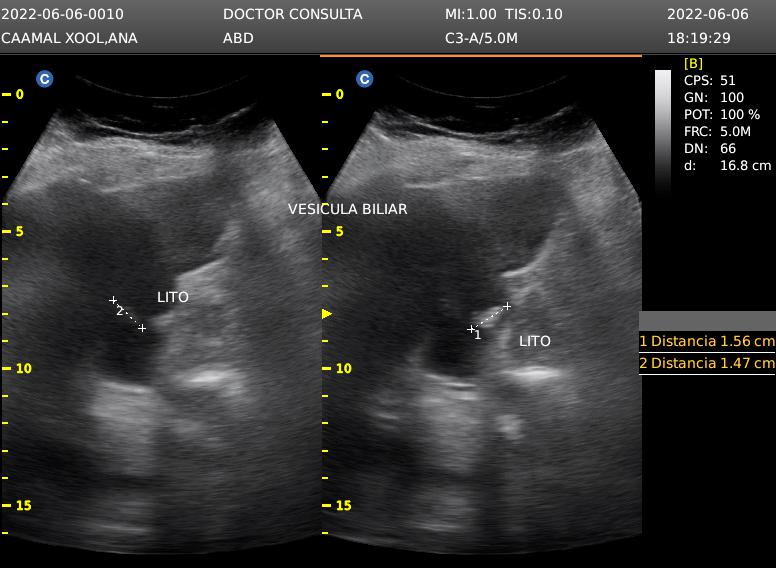 2022-06-06-0010 DOCTOR CONSULTA MI:1.00 TIS:0.10 2022-06-06
CAAMAL XOOL,ANA ABD C3-A/5.0M 18:19:29
[B]
CPS: 51
GN: 100
POT: 100 %
FRC: 5.0M
DN: 66
d: 16.8 cm
C C
0 0
VESICULA BILIAR
5 5
LITO
2
1
LITO
1 Distancia 1.56 cm
2 Distancia 1.47 cm
10 10
15 15